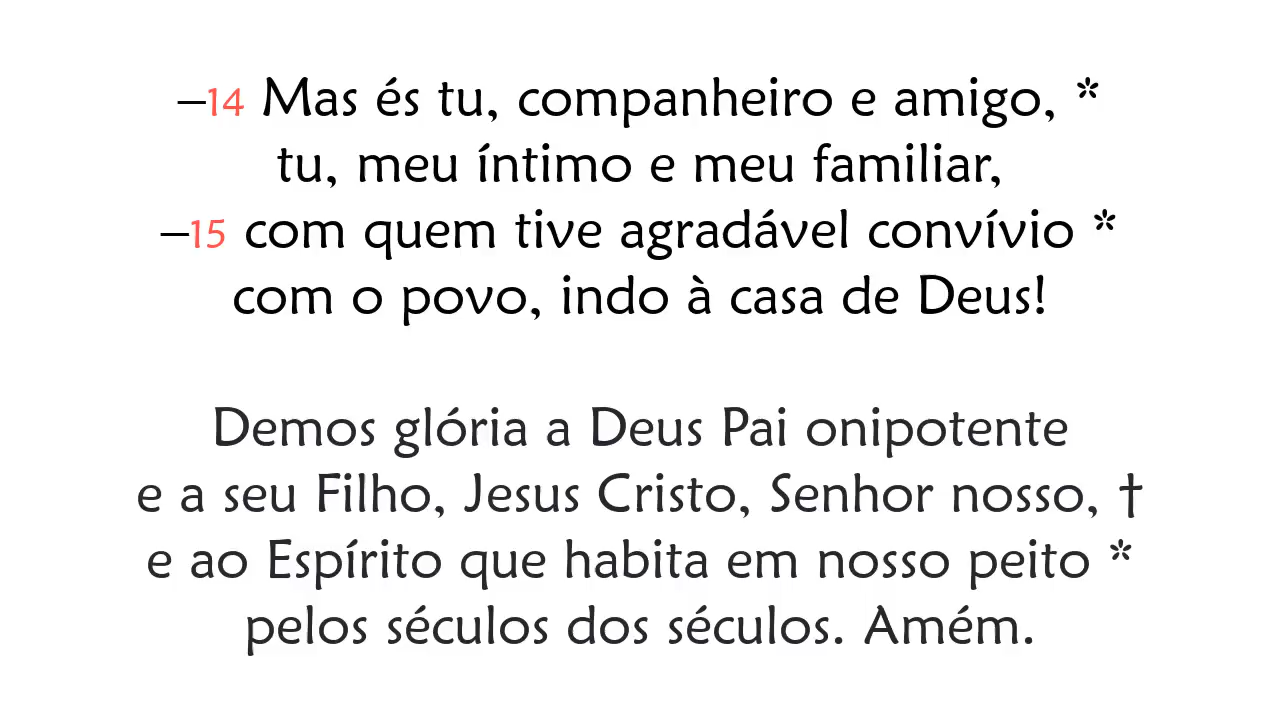 –14 Mas és tu, companheiro e amigo, *
tu, meu íntimo e meu familiar,
–15 com quem tive agradável convívio *
com o povo, indo à casa de Deus!
Demos glória a Deus Pai onipotente
e a seu Filho, Jesus Cristo, Senhor nosso, †
e ao Espírito que habita em nosso peito *
pelos séculos dos séculos. Amém.